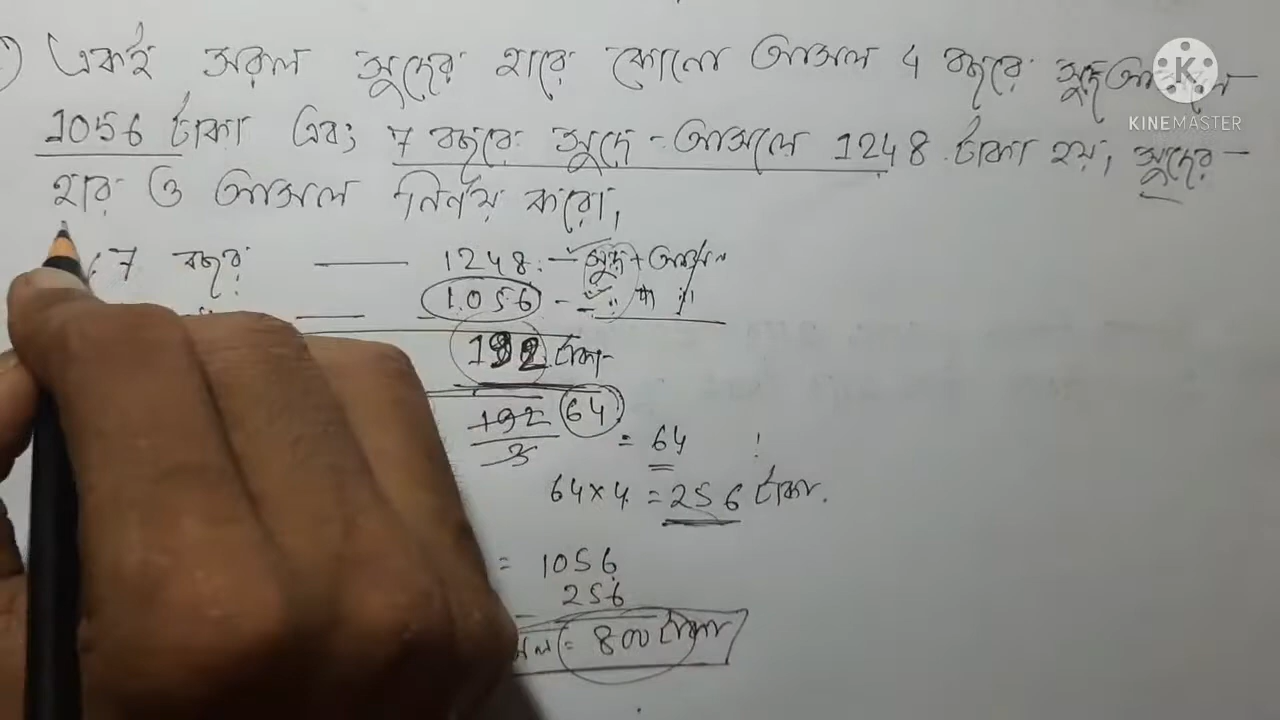 একই সরল সুদের হারে কোনো আসল 4 বছরে সুদে আসলে
KINEMASTER
1056 টাকা এবং 7 বছরে সুদে-আসলে 1248 টাকা হয়, সুদের
হার ও আসল নির্ণয় করো,
7 বছর — 1248 — সুদ + আসল
— 1056 — " + "
192 টাকা
192 64
3
= 64
64 × 4 = 256 টাকা.
= 1056
- 256
= 800 টাকা